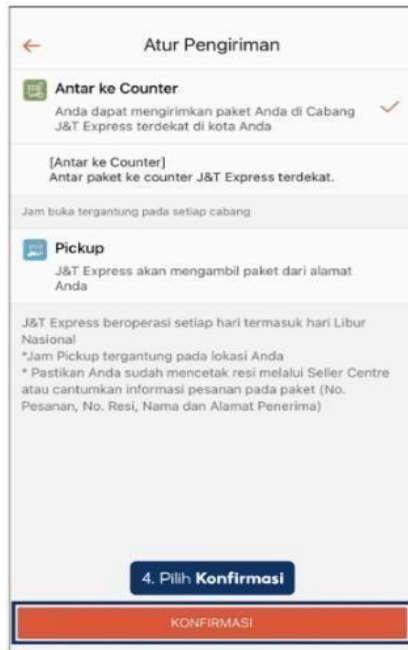 Atur Pengiriman
Antar ke Counter
Anda dapat mengirimkan paket Anda di Cabang
J&T Express terdekat di kota Anda
[Antar ke Counter]
Antar paket ke counter J&T Express terdekat.
Jam buka tergantung pada setiap cabang
Pickup
J&T Express akan mengambil paket dari alamat
Anda
J&T Express beroperasi setiap hari termasuk hari Libur
Nasional
*Jam Pickup tergantung pada lokasi Anda
* Pastikan Anda sudah mencetak resi melalui Seller Centre
atau cantumkan informasi pesanan pada paket (No.
Pesanan, No. Resi, Nama dan Alamat Penerima)
4. Pilih Konfirmasi
KONFIRMASI